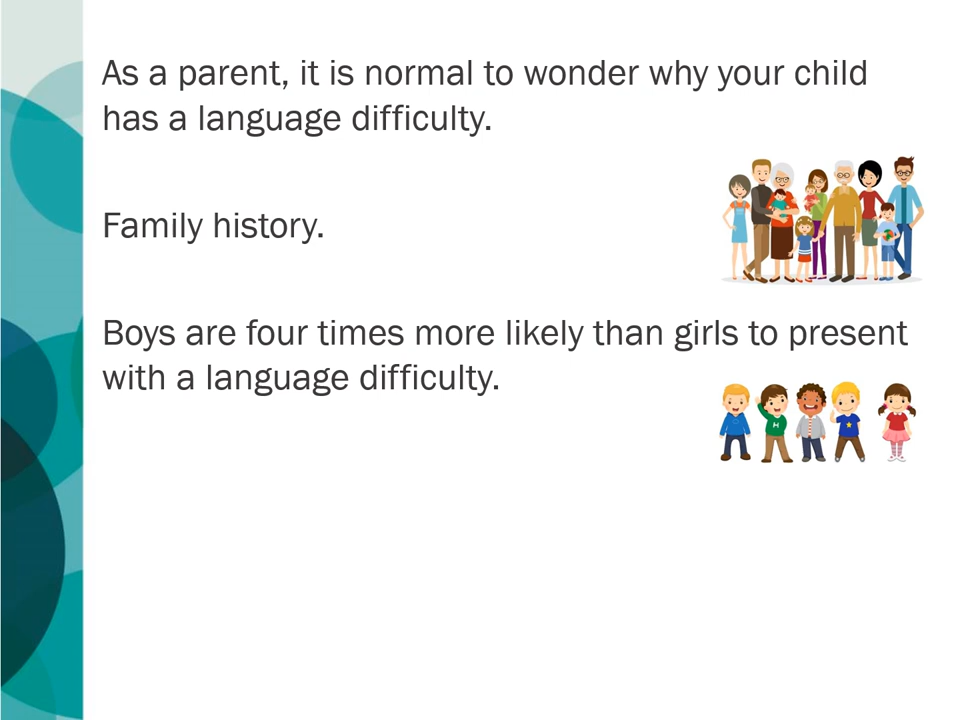 As a parent, it is normal to wonder why your child
has a language difficulty.
Family history.
Boys are four times more likely than girls to present
with a language difficulty.